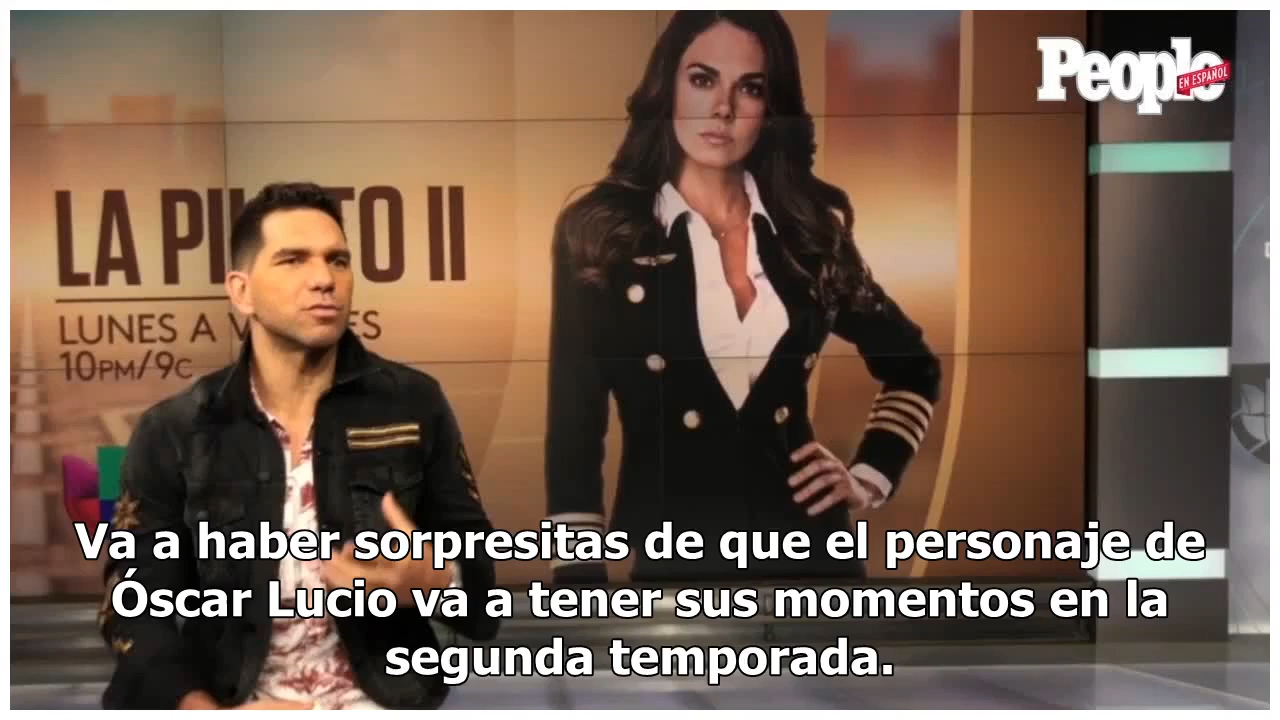 People
EN ESPAÑOL
LA PIL TO II
LUNES A V ES
10PM/9C
Va a haber sorpresitas de que el personaje de
Óscar Lucio va a tener sus momentos en la
segunda temporada.